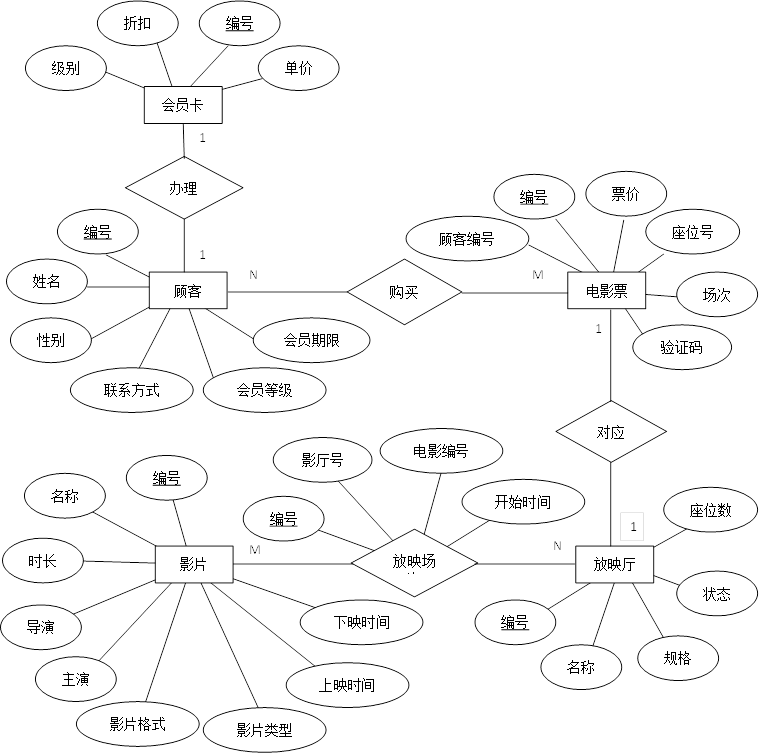 折扣
编号
级别
单价
会员卡
1
办理
编号
票价
编号
座位号
顾客编号
1
姓名
N
M
顾客
购买
电影票
场次
性别
会员期限
1
验证码
联系方式
会员等级
对应
电影编号
影厅号
编号
名称
开始时间
座位数
编号
1
M
N
时长
影片
放映场
放映厅
状态
下映时间
编号
导演
规格
名称
主演
上映时间
影片格式
影片类型